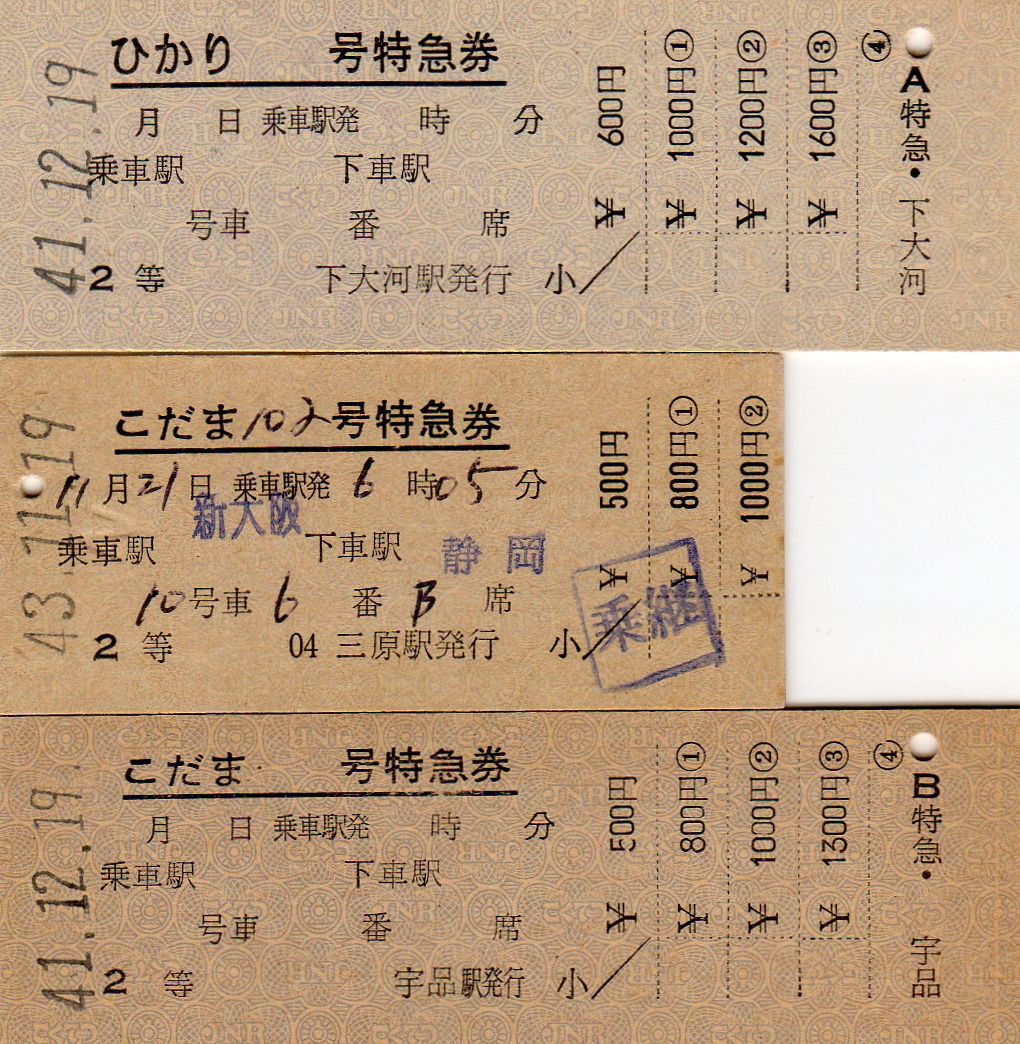 ひかり 号特急券
月 日 乗車駅発 時 分
乗車駅 下車駅
号車 番 席
2 等 下大河駅発行 小
41.12.19
¥ 600円
¥ 1000円①
¥ 1200円②
¥ 1600円③
④
A特急・下大河
こだま102号特急券
11月21日 乗車駅発 6時05分
乗車駅 新大阪 下車駅 静岡
10号車 6番 B席
2 等 04 三原駅発行 小
43.11.19
¥ 500円
¥ 800円①
¥ 1000円②
乗継
こだま 号特急券
月 日 乗車駅発 時 分
乗車駅 下車駅
号車 番 席
2 等 宇品駅発行 小
41.12.19.
¥ 500円
¥ 800円①
¥ 1000円②
¥ 1300円③
④
B特急・宇品